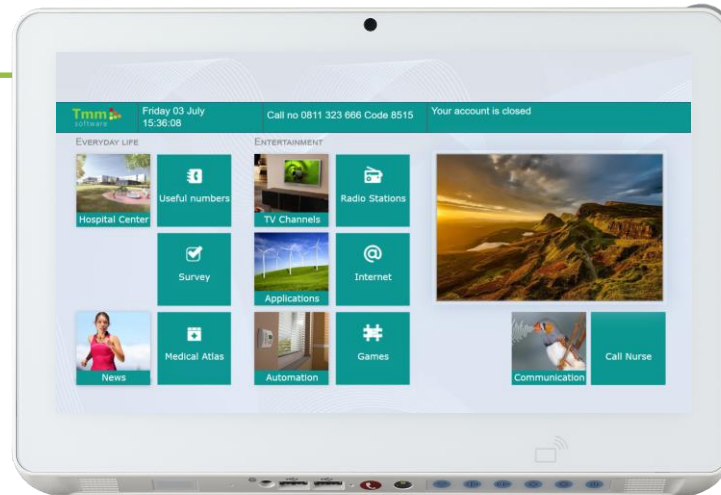 Tmm
software
Friday 03 July
15:36:08
Call no 0811 323 666 Code 8515
Your account is closed
EVERYDAY LIFE
ENTERTAINMENT
Hospital Center
Useful numbers
TV Channels
Radio Stations
Survey
Applications
@
Internet
News
Medical Atlas
Automation
Games
Communication
Call Nurse